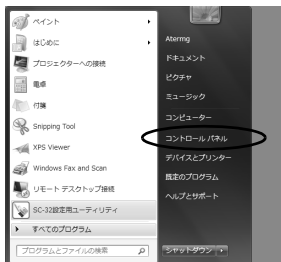 ペイント
はじめに
プロジェクターへの接続
電卓
付箋
Snipping Tool
XPS Viewer
Windows Fax and Scan
リモート デスクトップ接続
SC-32設定用ユーティリティ
すべてのプログラム
プログラムとファイルの検索
Atermg
ドキュメント
ピクチャ
ミュージック
コンピューター
コントロール パネル
デバイスとプリンター
既定のプログラム
ヘルプとサポート
シャットダウン